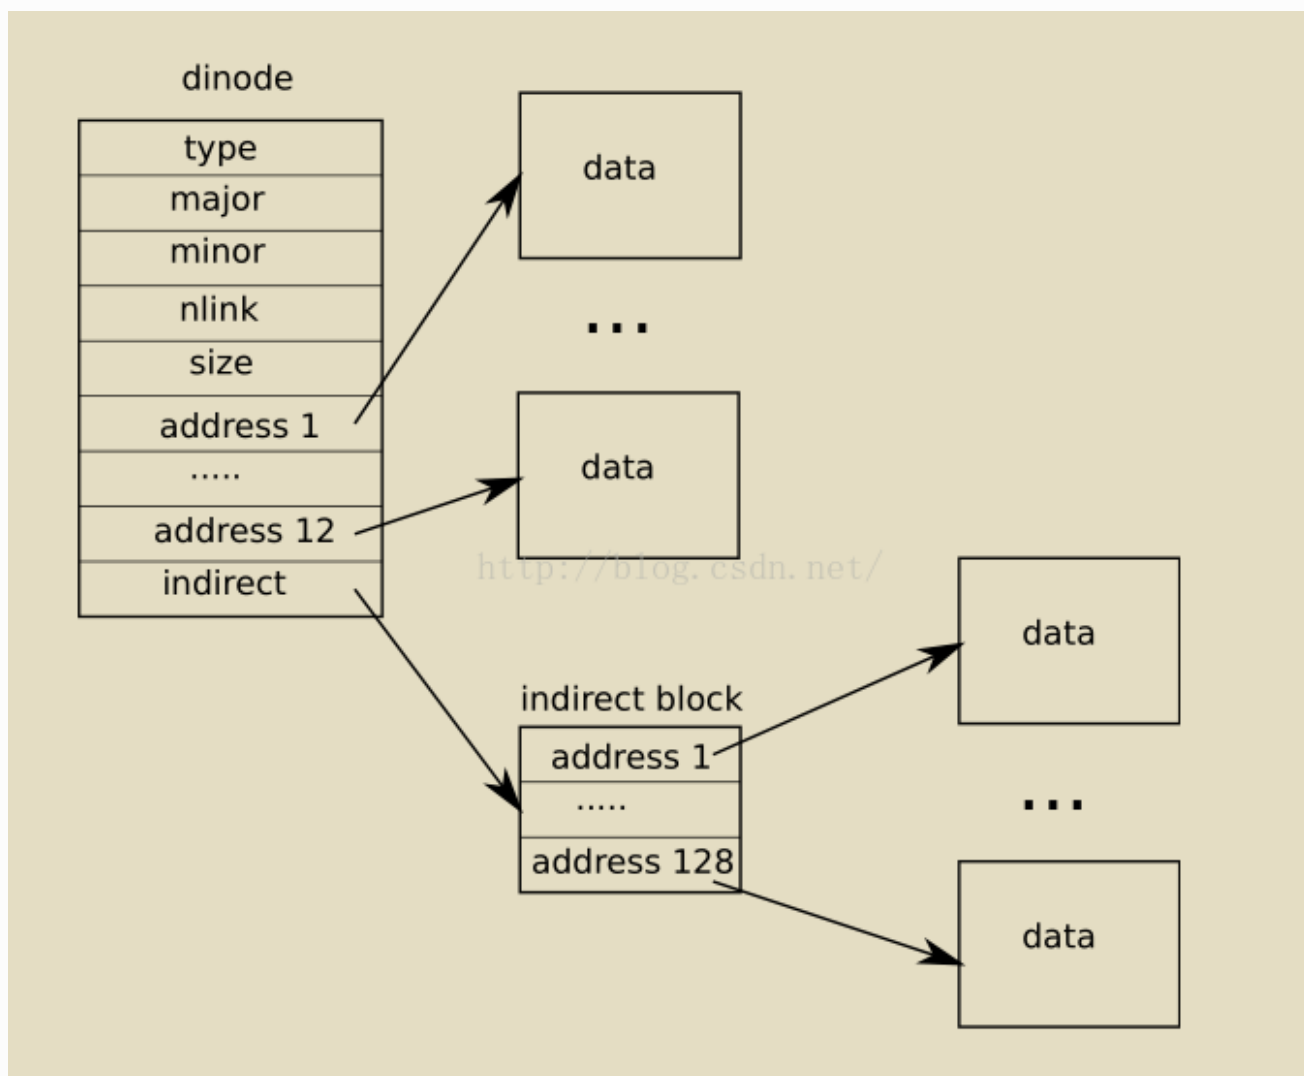 dinode
type
major
minor
nlink
size
address 1
.....
address 12
indirect
data
...
data
http://blog.csdn.net/
indirect block
address 1
.....
address 128
data
...
data